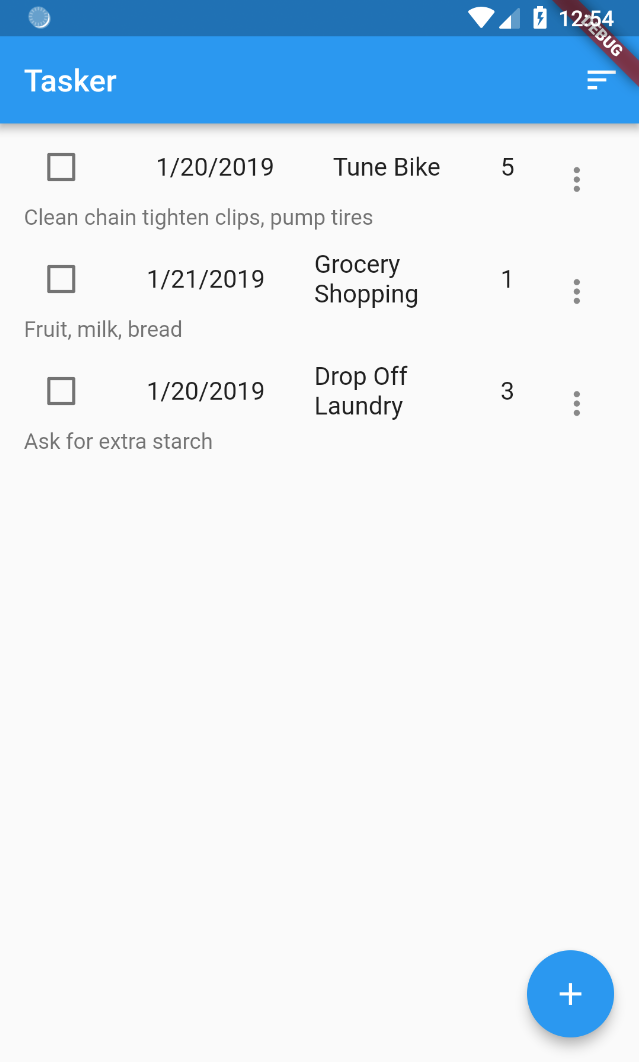 12:54
DEBUG
Tasker
1/20/2019 Tune Bike 5
Clean chain tighten clips, pump tires
1/21/2019 Grocery Shopping 1
Fruit, milk, bread
1/20/2019 Drop Off Laundry 3
Ask for extra starch